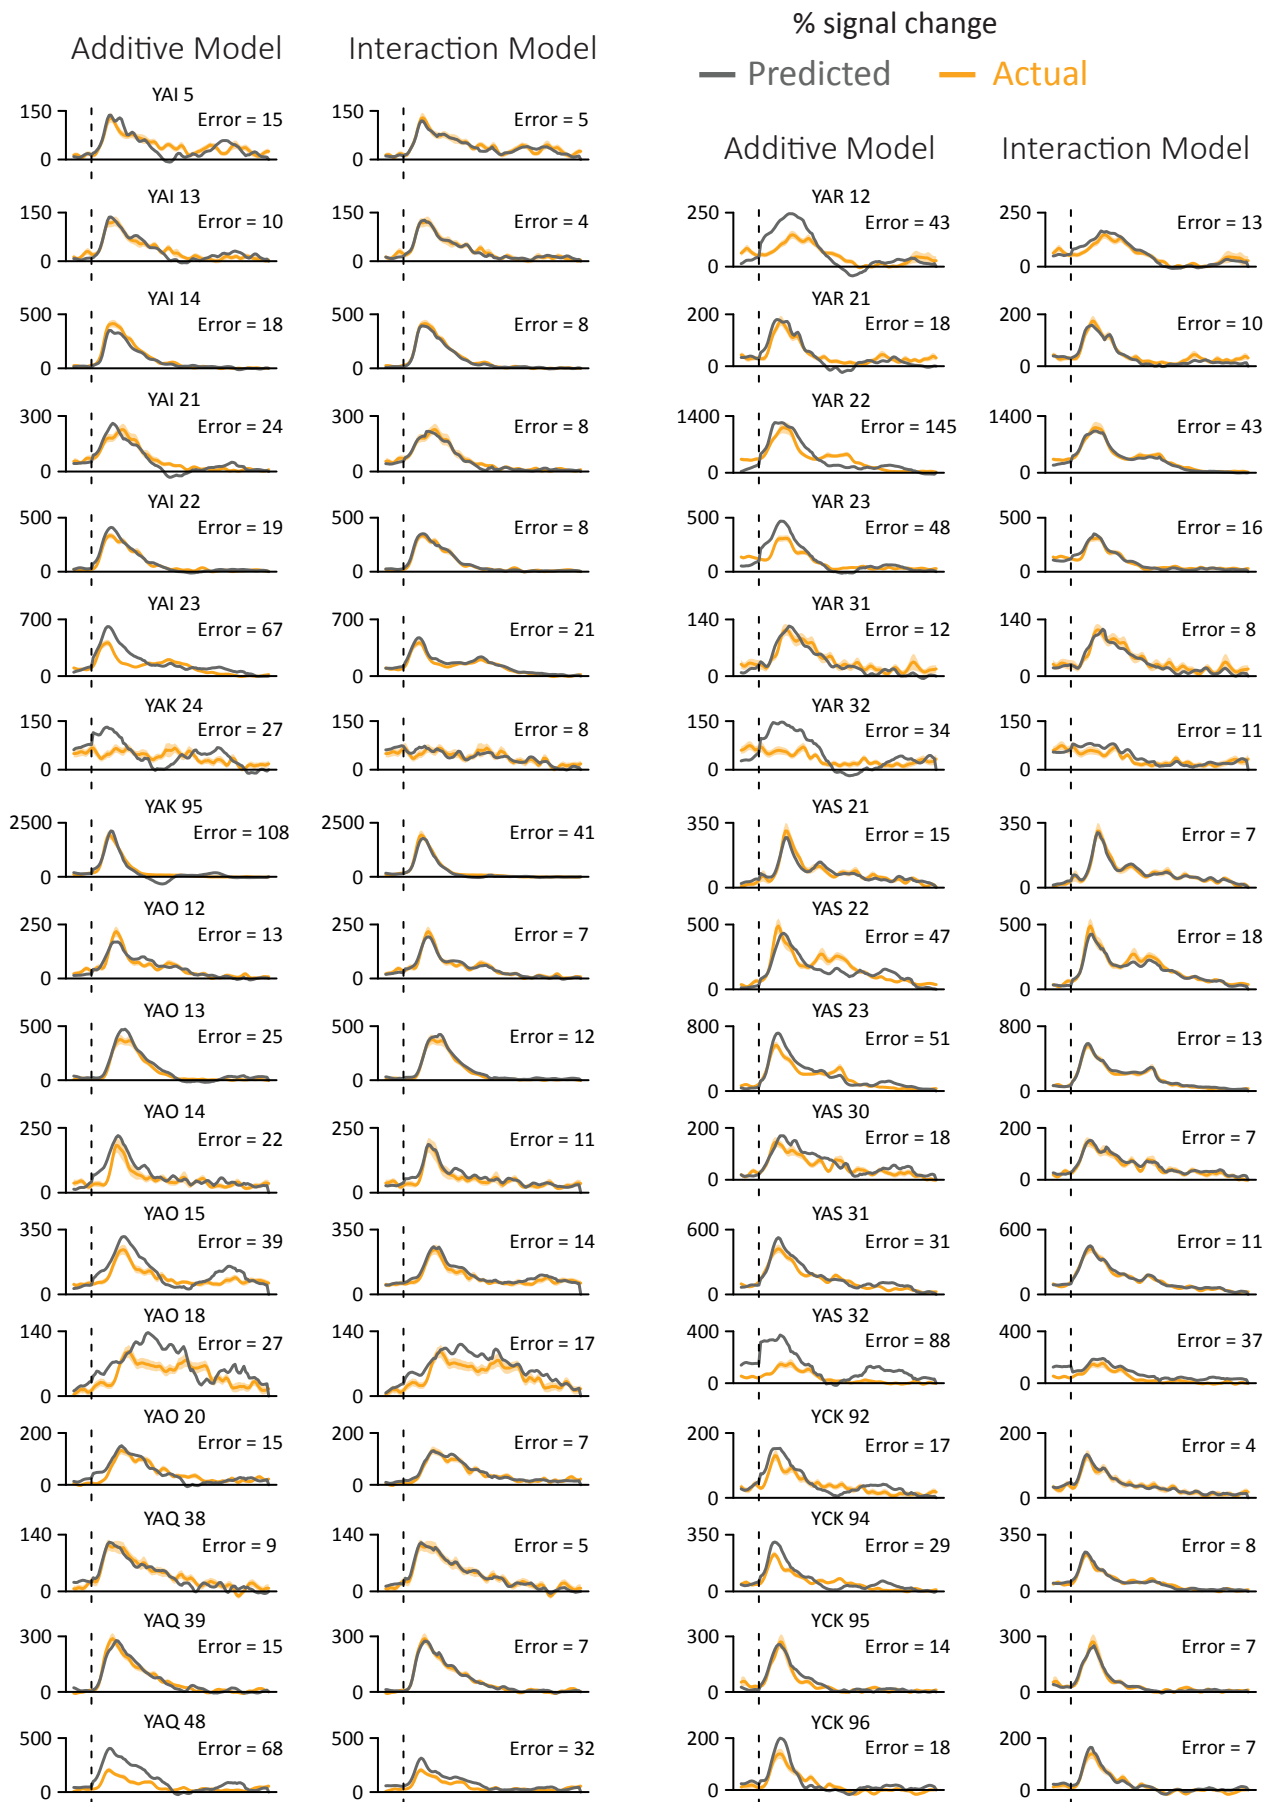 % signal change
Predicted Actual
Additive Model Interaction Model
YAI 5
150 Error = 15 150 Error = 5
0 0
YAI 13
150 Error = 10 150 Error = 4
0 0
YAI 14
500 Error = 18 500 Error = 8
0 0
YAI 21
300 Error = 24 300 Error = 8
0 0
YAI 22
500 Error = 19 500 Error = 8
0 0
YAI 23
700 Error = 67 700 Error = 21
0 0
YAK 24
150 Error = 27 150 Error = 8
0 0
YAK 95
2500 Error = 108 2500 Error = 41
0 0
YAO 12
250 Error = 13 250 Error = 7
0 0
YAO 13
500 Error = 25 500 Error = 12
0 0
YAO 14
250 Error = 22 250 Error = 11
0 0
YAO 15
350 Error = 39 350 Error = 14
0 0
YAO 18
140 Error = 27 140 Error = 17
0 0
YAO 20
200 Error = 15 200 Error = 7
0 0
YAQ 38
140 Error = 9 140 Error = 5
0 0
YAQ 39
300 Error = 15 300 Error = 7
0 0
YAQ 48
500 Error = 68 500 Error = 32
0 0
Additive Model Interaction Model
YAR 12
250 Error = 43 250 Error = 13
0 0
YAR 21
200 Error = 18 200 Error = 10
0 0
YAR 22
1400 Error = 145 1400 Error = 43
0 0
YAR 23
500 Error = 48 500 Error = 16
0 0
YAR 31
140 Error = 12 140 Error = 8
0 0
YAR 32
150 Error = 34 150 Error = 11
0 0
YAS 21
350 Error = 15 350 Error = 7
0 0
YAS 22
500 Error = 47 500 Error = 18
0 0
YAS 23
800 Error = 51 800 Error = 13
0 0
YAS 30
200 Error = 18 200 Error = 7
0 0
YAS 31
600 Error = 31 600 Error = 11
0 0
YAS 32
400 Error = 88 400 Error = 37
0 0
YCK 92
200 Error = 17 200 Error = 4
0 0
YCK 94
350 Error = 29 350 Error = 8
0 0
YCK 95
300 Error = 14 300 Error = 7
0 0
YCK 96
200 Error = 18 200 Error = 7
0 0